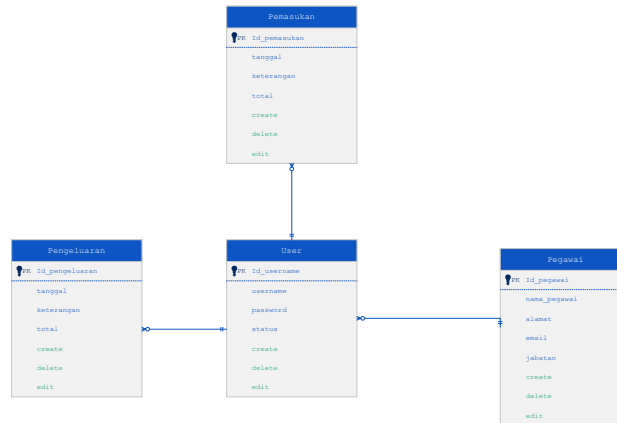 Pemasukan
PK Id_pemasukan
tanggal
keterangan
total
create
delete
edit
Pengeluaran
PK Id_pengeluaran
tanggal
keterangan
total
create
delete
edit
User
PK Id_username
username
password
status
create
delete
edit
Pegawai
PK Id_pegawai
nama_pegawai
alamat
email
jabatan
create
delete
edit